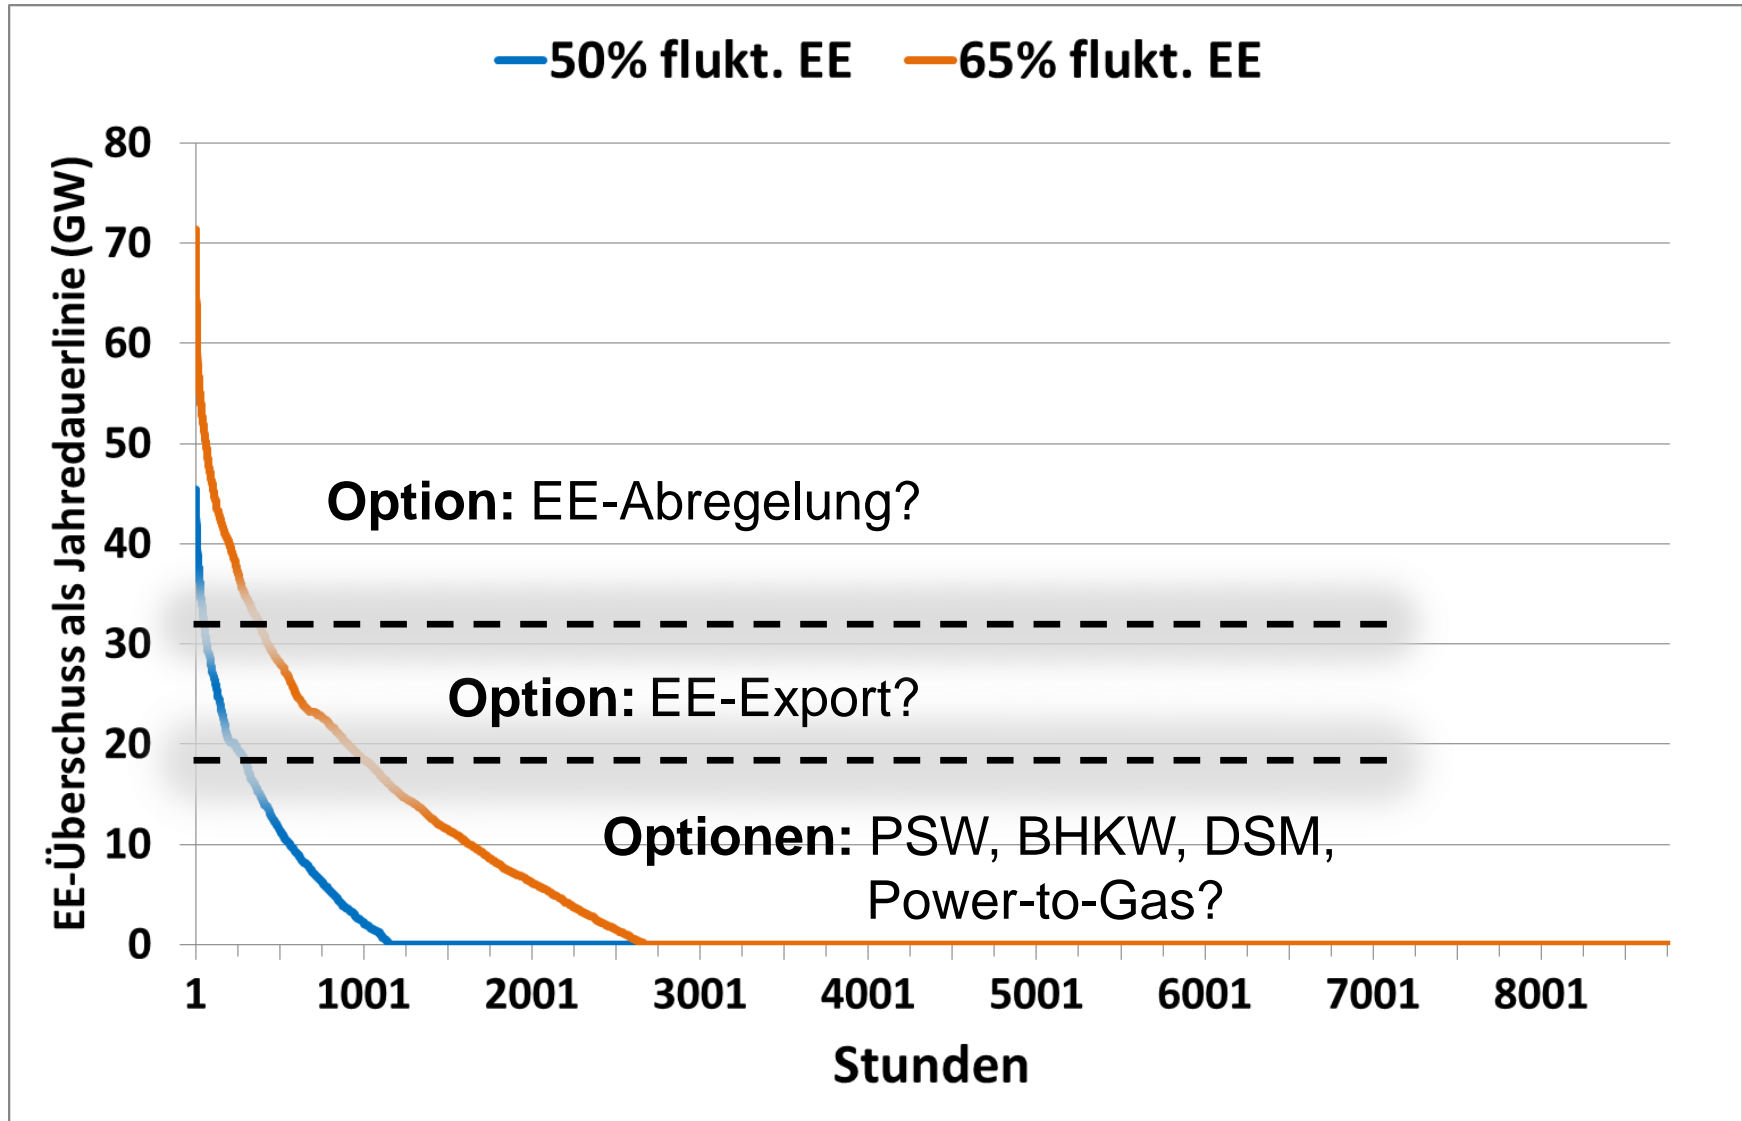 50% flukt. EE
65% flukt. EE
EE-Überschuss als Jahredauerlinie (GW)
80
70
60
50
40
30
20
10
0
Option: EE-Abregelung?
Option: EE-Export?
Optionen: PSW, BHKW, DSM,
Power-to-Gas?
1 1001 2001 3001 4001 5001 6001 7001 8001
Stunden